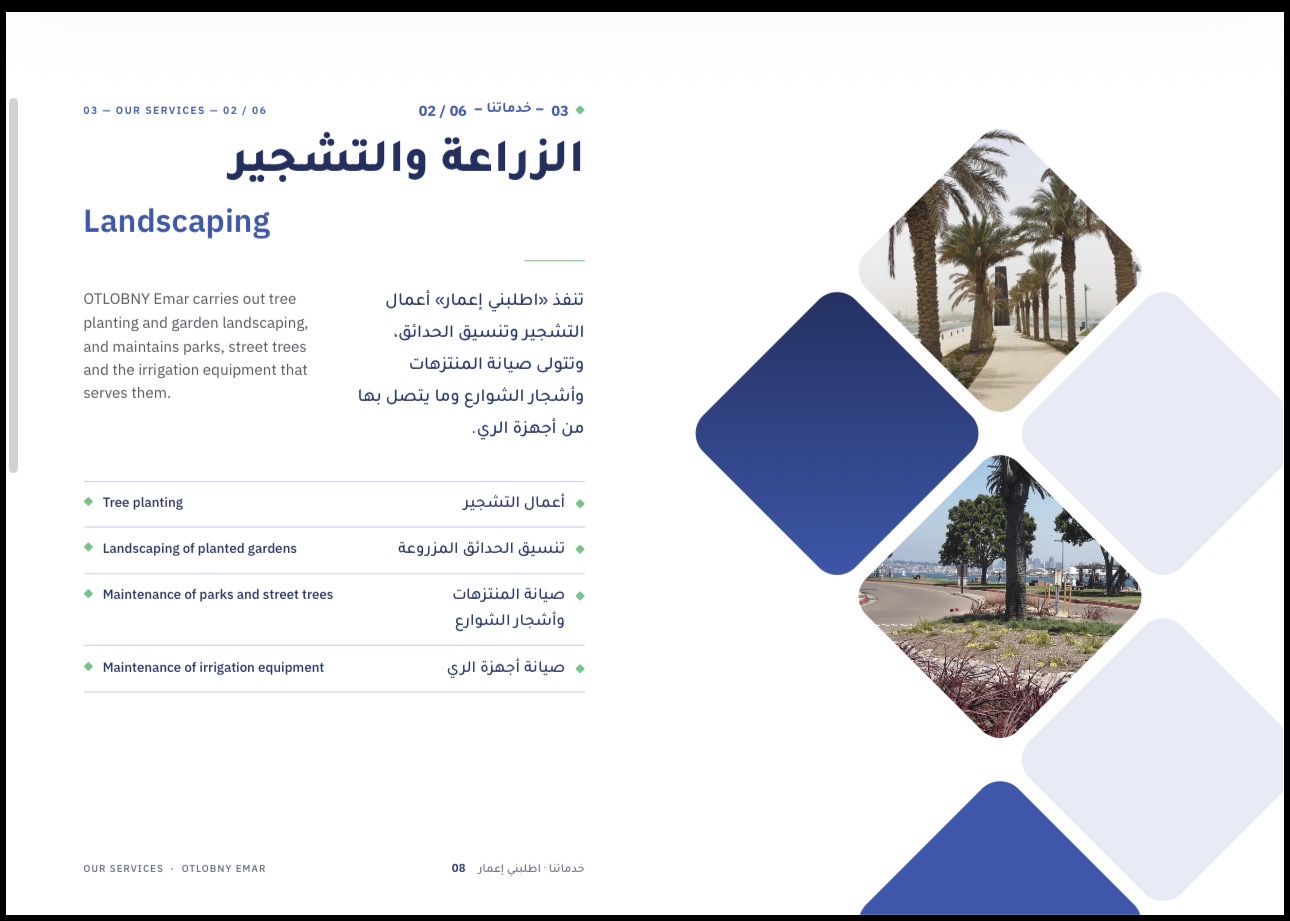 03 — OUR SERVICES — 02 / 06
03 – خدماتنا – 02 / 06
الزراعة والتشجير
Landscaping
OTLOBNY Emar carries out tree
planting and garden landscaping,
and maintains parks, street trees
and the irrigation equipment that
serves them.
تنفذ «اطلبني إعمار» أعمال
التشجير وتنسيق الحدائق،
وتتولى صيانة المنتزهات
وأشجار الشوارع وما يتصل بها
من أجهزة الري.
Tree planting
أعمال التشجير
Landscaping of planted gardens
تنسيق الحدائق المزروعة
Maintenance of parks and street trees
صيانة المنتزهات
وأشجار الشوارع
Maintenance of irrigation equipment
صيانة أجهزة الري
OUR SERVICES · OTLOBNY EMAR
خدماتنا · اطلبني إعمار 08